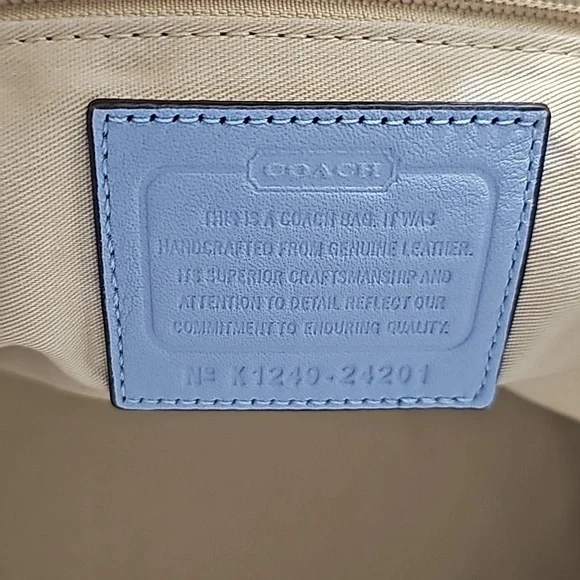 COACH
THIS IS A COACH BAG. IT WAS
HANDCRAFTED FROM GENUINE LEATHER.
ITS SUPERIOR CRAFTSMANSHIP AND
ATTENTION TO DETAIL REFLECT OUR
COMMITMENT TO ENDURING QUALITY.
Nº K1240-24201